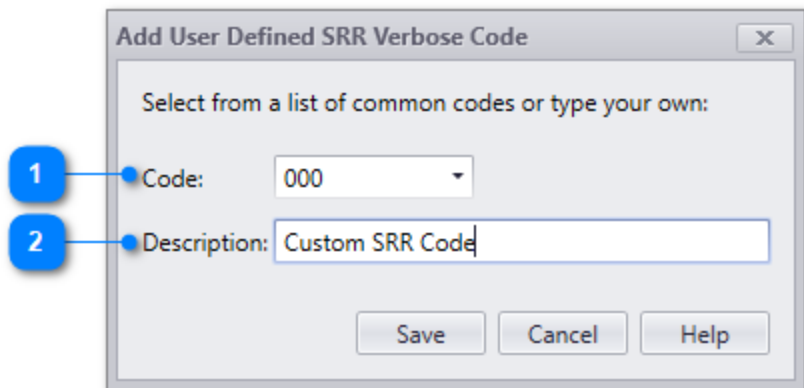 Add User Defined SRR Verbose Code
Select from a list of common codes or type your own:
1 Code: 000
2 Description: Custom SRR Code
Save Cancel Help